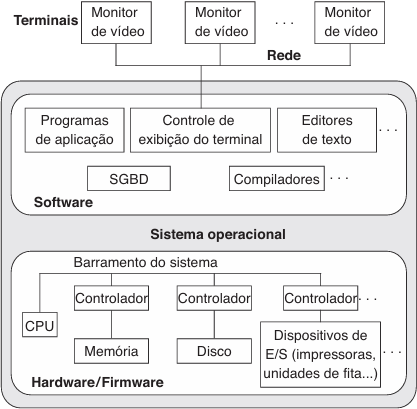 Terminais
Monitor
de vídeo
Monitor
de vídeo
. . .
Monitor
de vídeo
Rede
Programas
de aplicação
Controle de
exibição do terminal
Editores
de texto
. . .
SGBD
Compiladores
. . .
Software
Sistema operacional
Barramento do sistema
Controlador
Controlador
Controlador
. . .
CPU
Memória
Disco
Dispositivos de
E/S (impressoras,
unidades de fita...)
. . .
Hardware/Firmware